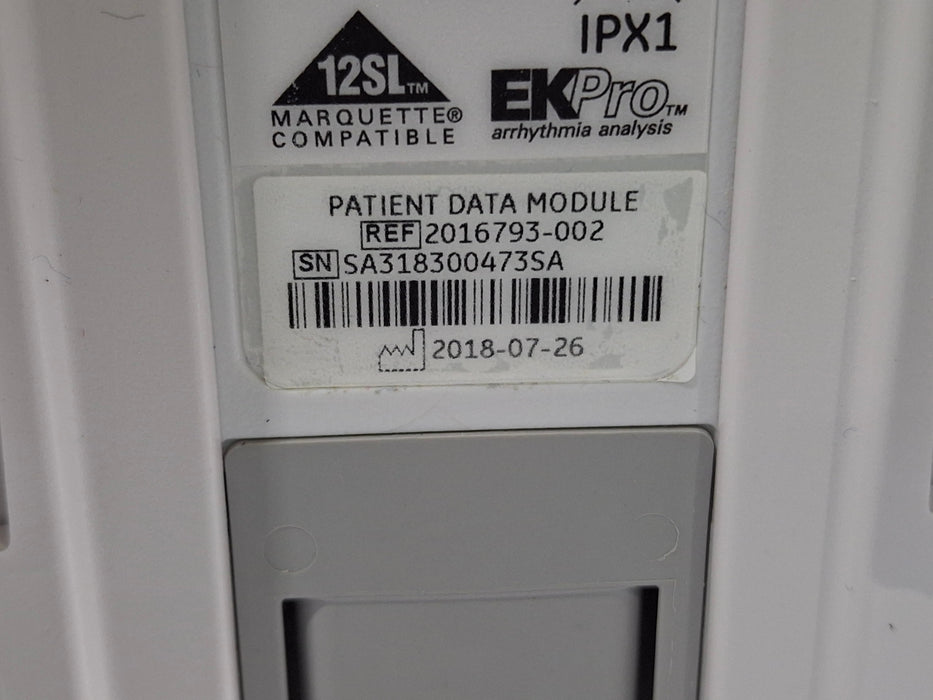 IPX1
12SL™
MARQUETTE®
COMPATIBLE
EKPro™
arrhythmia analysis
PATIENT DATA MODULE
REF 2016793-002
SN SA318300473SA
2018-07-26